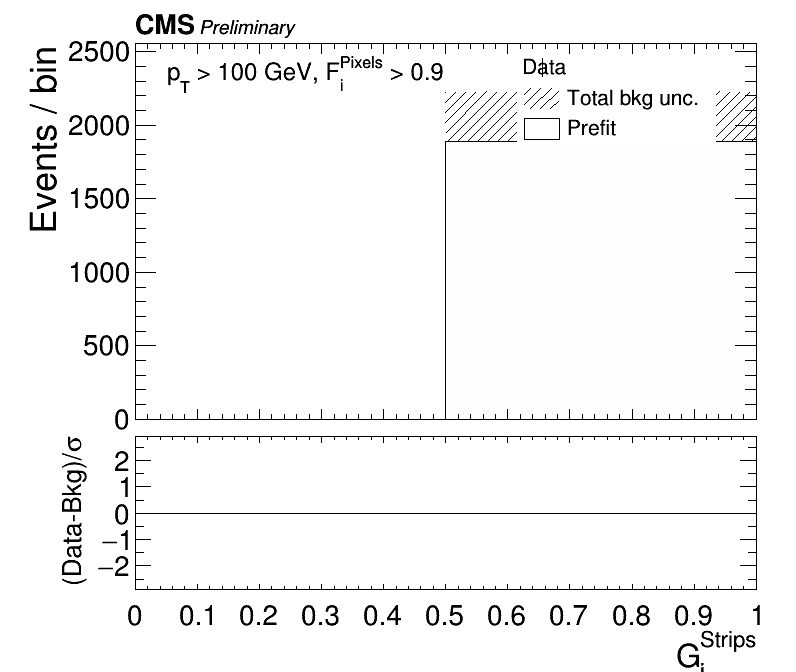 CMS Preliminary
Events / bin
2500
2000
1500
1000
500
0
p_T > 100 GeV, F_i^Pixels > 0.9
Data
Total bkg unc.
Prefit
(Data-Bkg)/σ
2
1
0
−1
−2
0 0.1 0.2 0.3 0.4 0.5 0.6 0.7 0.8 0.9 1
G_i^Strips